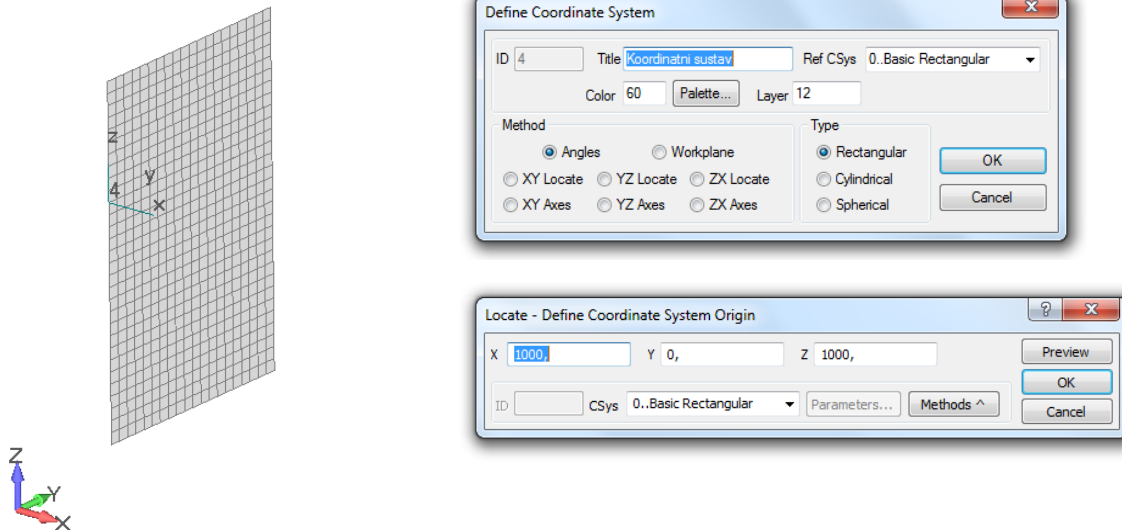 Define Coordinate System
ID 4 Title Koordinatni sustav Ref CSys 0..Basic Rectangular
Color 60 Palette... Layer 12
Method Type
Angles Workplane Rectangular OK
XY Locate YZ Locate ZX Locate Cylindrical
XY Axes YZ Axes ZX Axes Spherical Cancel
z
y
4
x
Locate - Define Coordinate System Origin
X 1000, Y 0, Z 1000, Preview
OK
ID CSys 0..Basic Rectangular Parameters... Methods ^ Cancel
Z
Y
X